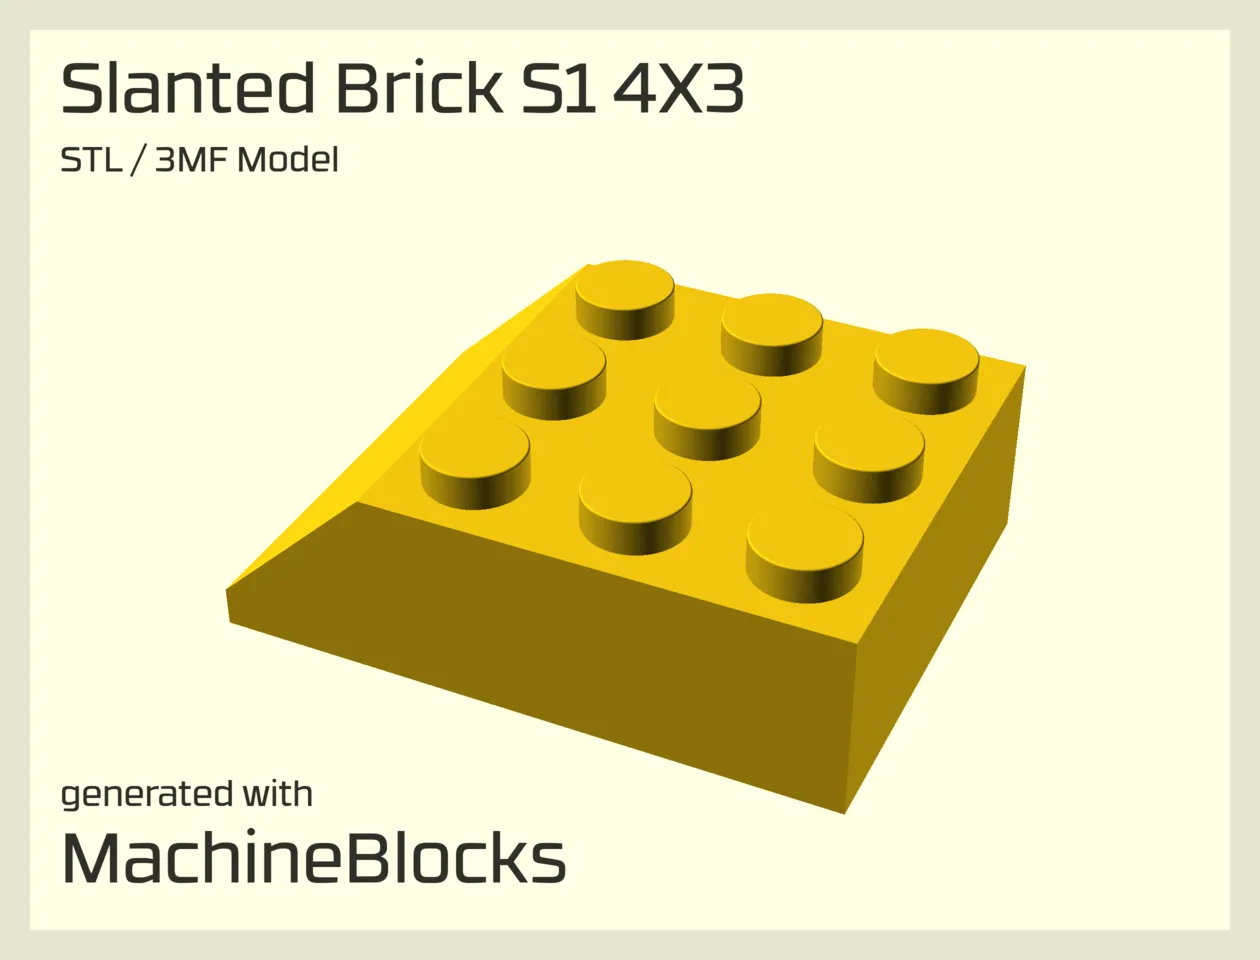 Slanted Brick S1 4X3
STL / 3MF Model
generated with
MachineBlocks